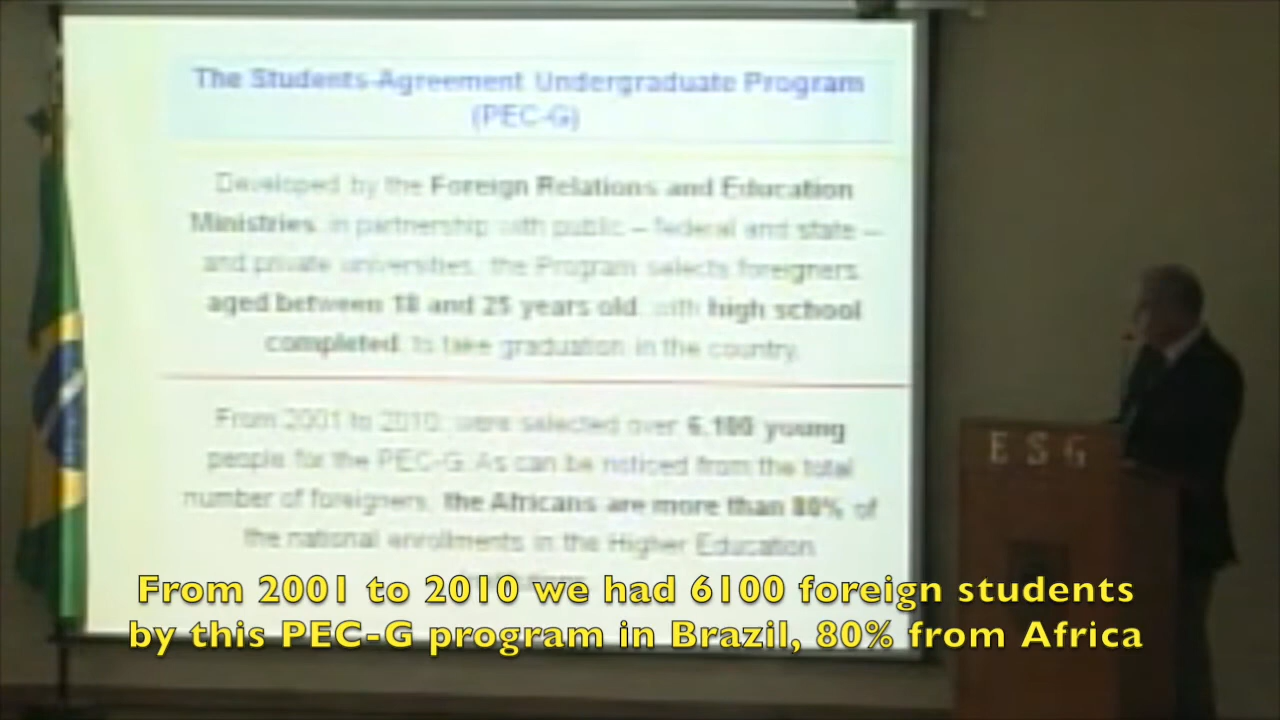 The Students-Agreement Undergraduate Program
(PEC-G)
Developed by the Foreign Relations and Education
Ministries, in partnership with public – federal and state –
and private universities, the Program selects foreigners,
aged between 18 and 25 years old, with high school
completed, to take graduation in the country.
From 2001 to 2010, were selected over 6,100 young
people for the PEC-G. As can be noticed from the total
number of foreigners, the Africans are more than 80% of
the national enrollments in the Higher Education
ESG
From 2001 to 2010 we had 6100 foreign students
by this PEC-G program in Brazil, 80% from Africa